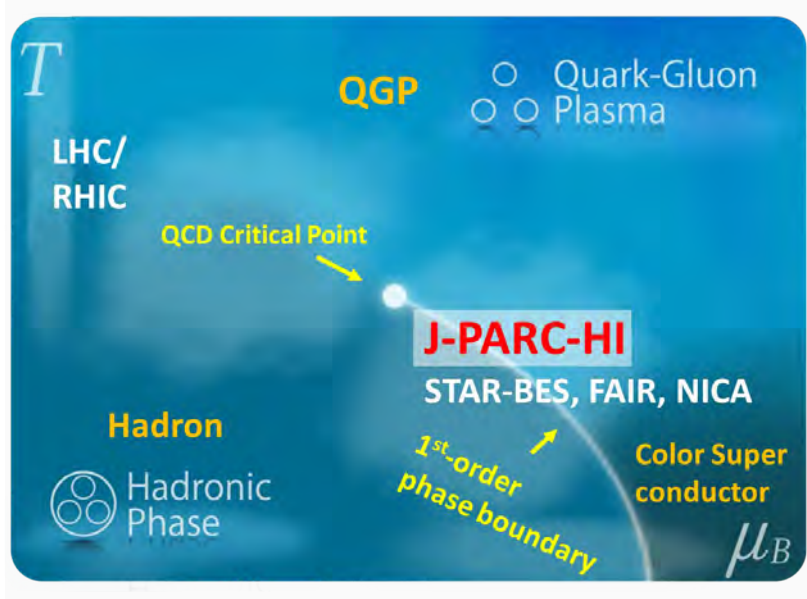 T
QGP
Quark-Gluon
Plasma
LHC/
RHIC
QCD Critical Point
J-PARC-HI
STAR-BES, FAIR, NICA
Hadron
1st-order
phase boundary
Color Super
conductor
Hadronic
Phase
μB